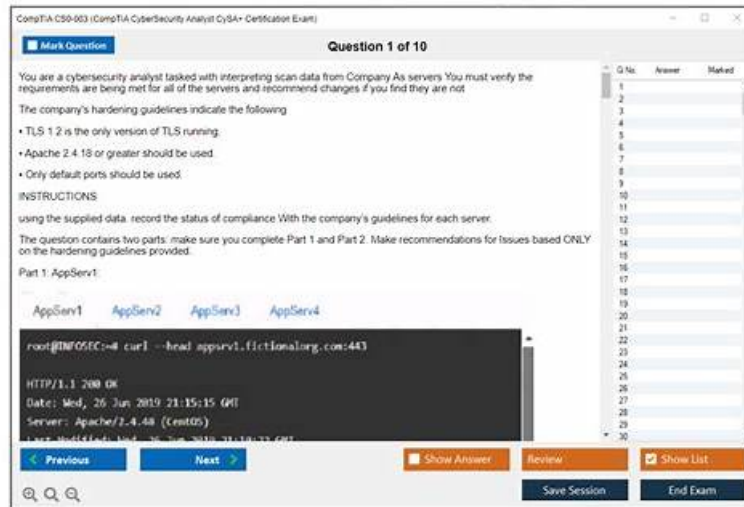 CompTIA CS0-003 (CompTIA CyberSecurity Analyst CySA+ Certification Exam)
Mark Question
Question 1 of 10
You are a cybersecurity analyst tasked with interpreting scan data from Company As servers You must verify the
requirements are being met for all of the servers and recommend changes if you find they are not
The company's hardening guidelines indicate the following
• TLS 1 2 is the only version of TLS running.
• Apache 2.4.18 or greater should be used.
• Only default ports should be used.
INSTRUCTIONS
using the supplied data. record the status of compliance With the company's guidelines for each server.
The question contains two parts: make sure you complete Part 1 and Part 2. Make recommendations for Issues based ONLY
on the hardening guidelines provided.
Part 1: AppServ1:
AppServ1 AppServ2 AppServ3 AppServ4
root@INFOSEC:~# curl --head appsrv1.fictionalorg.com:443
HTTP/1.1 200 OK
Date: Wed, 26 Jun 2019 21:15:15 GMT
Server: Apache/2.4.48 (CentOS)
Last-Modified: Wed, 26 Jun 2019 21:10:22 GMT
Q No. Answer Marked
1
2
3
4
5
6
7
8
9
10
11
12
13
14
15
16
17
18
19
20
21
22
23
24
25
26
27
28
29
30
Previous
Next
Show Answer
Review
Show List
Save Session
End Exam